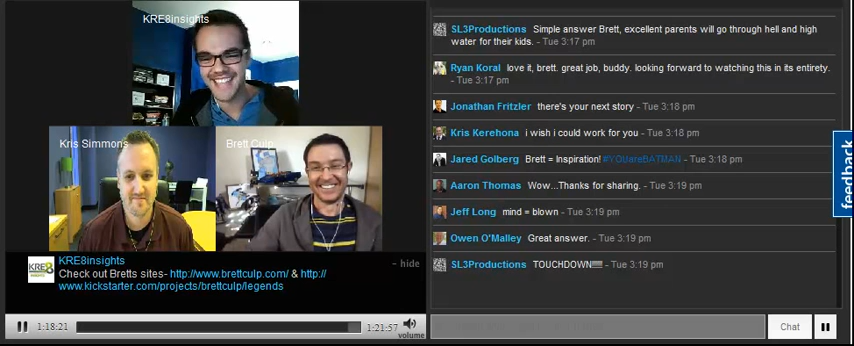 KRE8insights
Kris Simmons
Brett Culp
KRE8insights
Check out Bretts sites- http://www.brettculp.com/ & http://
www.kickstarter.com/projects/brettculp/legends
– hide
1:18:21
1:21:57
volume
SL3Productions Simple answer Brett, excellent parents will go through hell and high
water for their kids. - Tue 3:17 pm
Ryan Koral love it, brett. great job, buddy. looking forward to watching this in its entirety.
- Tue 3:17 pm
Jonathan Fritzler there's your next story - Tue 3:18 pm
Kris Kerehona i wish i could work for you - Tue 3:18 pm
Jared Golberg Brett = Inspiration! #YOUareBATMAN - Tue 3:18 pm
Aaron Thomas Wow...Thanks for sharing. - Tue 3:19 pm
Jeff Long mind = blown - Tue 3:19 pm
Owen O'Malley Great answer. - Tue 3:19 pm
SL3Productions TOUCHDOWN - Tue 3:19 pm
Chat
feedback